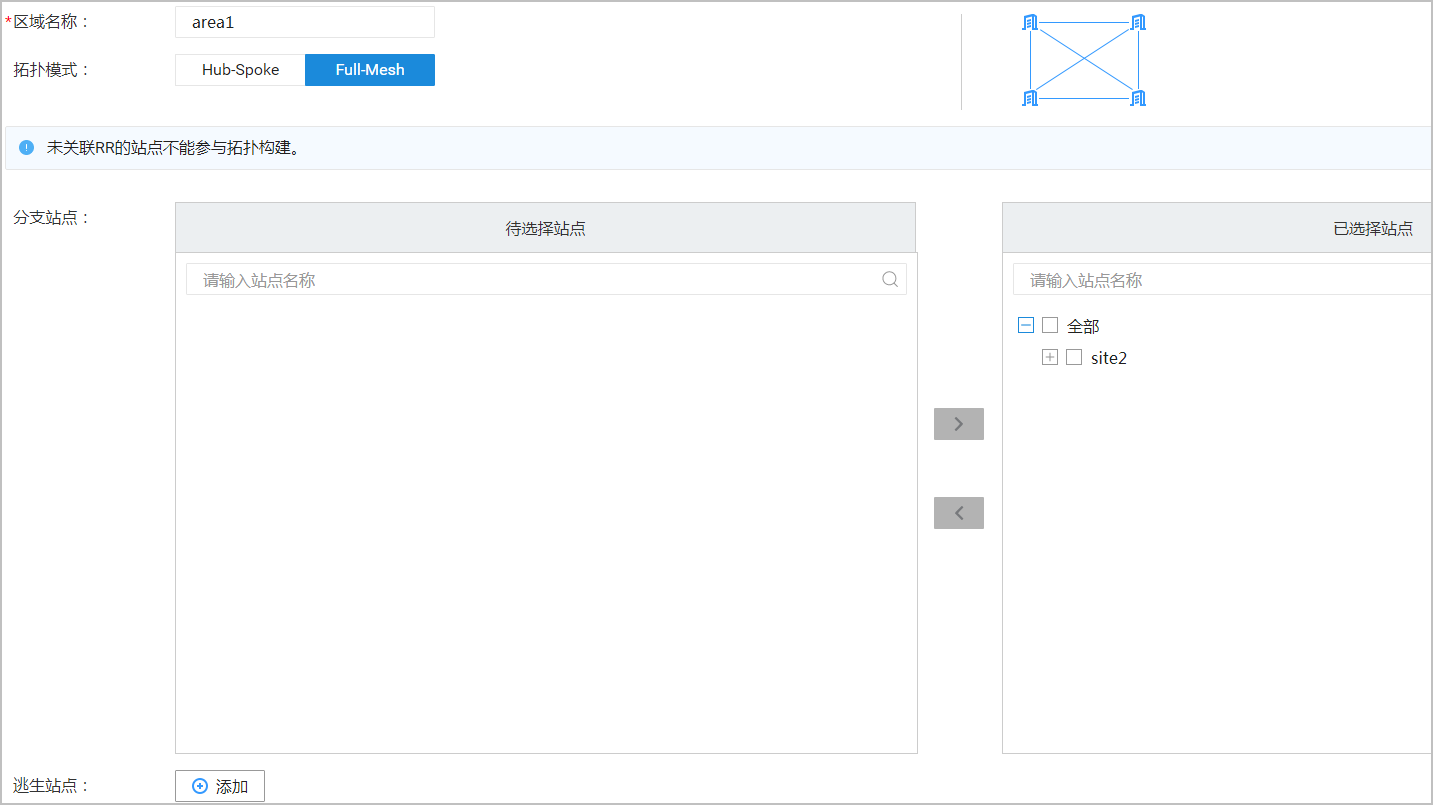 *区域名称：
area1
拓扑模式：
Hub-Spoke
Full-Mesh
未关联RR的站点不能参与拓扑构建。
分支站点：
待选择站点
请输入站点名称
已选择站点
请输入站点名称
全部
site2
逃生站点：
添加